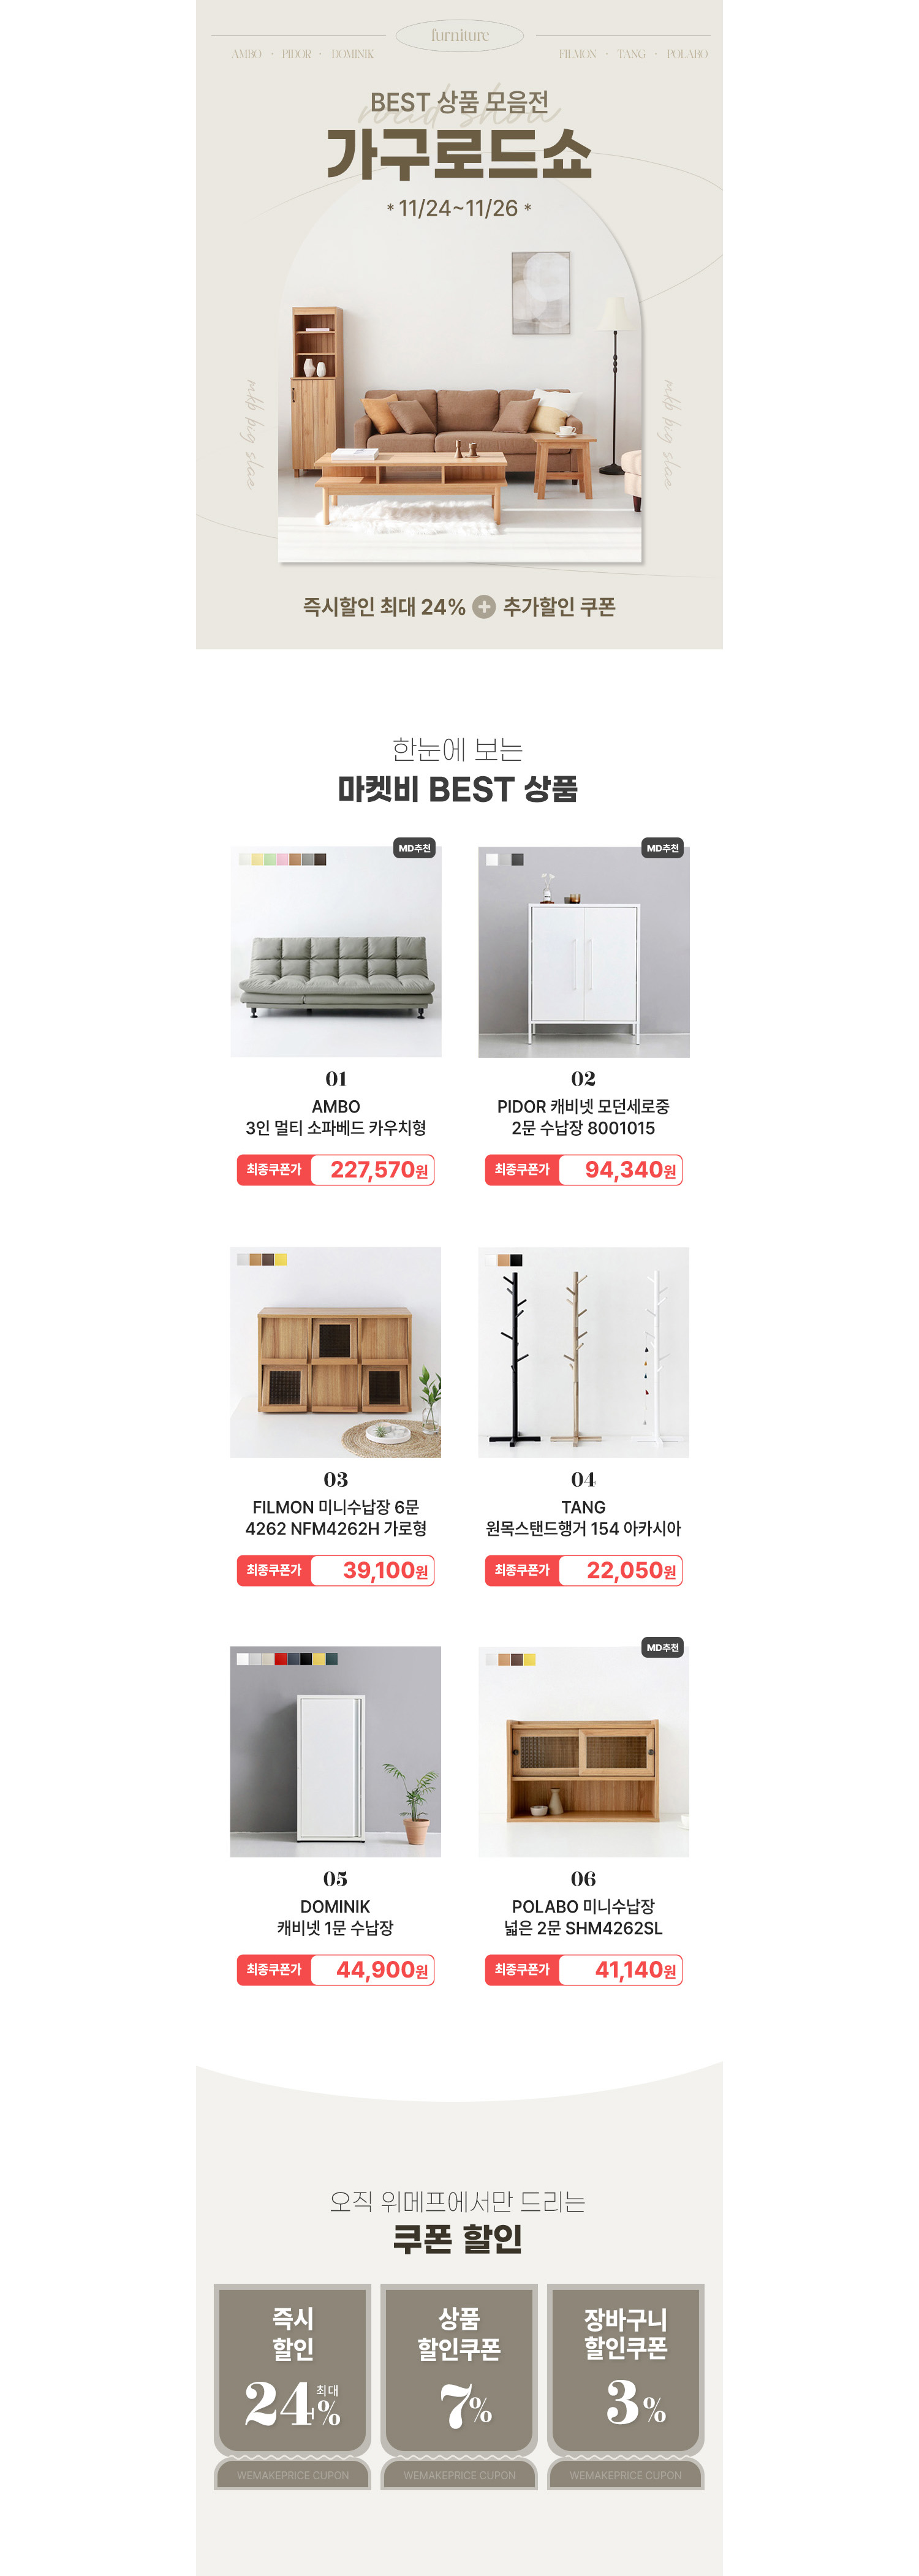 furniture
AMBO · PIDOR · DOMINIK
FILMON · TANG · POLABO
road show
BEST 상품 모음전
가구로드쇼
* 11/24~11/26 *
즉시할인 최대 24% + 추가할인 쿠폰
한눈에 보는
마켓비 BEST 상품
MD추천
01
AMBO
3인 멀티 소파베드 카우치형
최종쿠폰가 227,570원
MD추천
02
PIDOR 캐비넷 모던세로중
2문 수납장 8001015
최종쿠폰가 94,340원
03
FILMON 미니수납장 6문
4262 NFM4262H 가로형
최종쿠폰가 39,100원
04
TANG
원목스탠드행거 154 아카시아
최종쿠폰가 22,050원
05
DOMINIK
캐비넷 1문 수납장
최종쿠폰가 44,900원
MD추천
06
POLABO 미니수납장
넓은 2문 SHM4262SL
최종쿠폰가 41,140원
오직 위메프에서만 드리는
쿠폰 할인
즉시
할인
최대
24%
WEMAKEPRICE CUPON
상품
할인쿠폰
7%
WEMAKEPRICE CUPON
장바구니
할인쿠폰
3%
WEMAKEPRICE CUPON